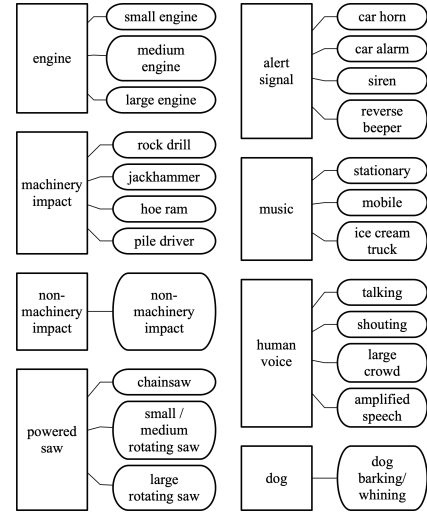 engine
small engine
medium
engine
large engine
machinery
impact
rock drill
jackhammer
hoe ram
pile driver
non-
machinery
impact
non-
machinery
impact
powered
saw
chainsaw
small /
medium
rotating saw
large
rotating saw
alert
signal
car horn
car alarm
siren
reverse
beeper
music
stationary
mobile
ice cream
truck
human
voice
talking
shouting
large
crowd
amplified
speech
dog
dog
barking/
whining